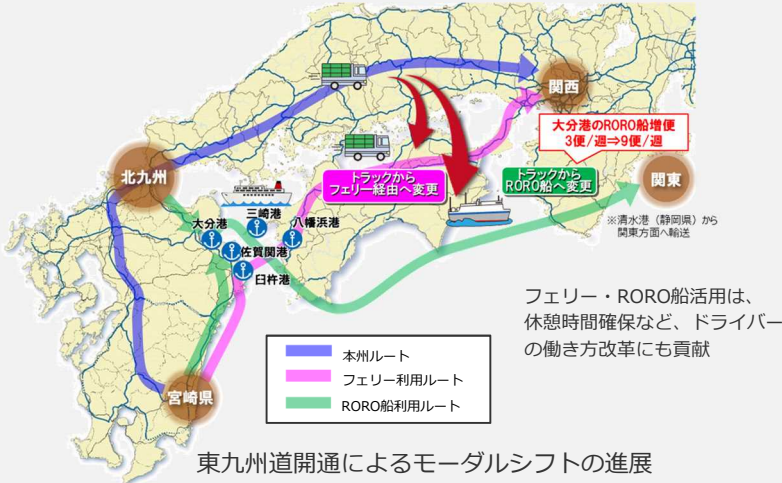 関西
大分港のRORO船増便
3便/週⇒9便/週
北九州
トラックから
フェリー経由へ変更
トラックから
RORO船へ変更
関東
三崎港
大分港
八幡浜港
佐賀関港
臼杵港
※清水港（静岡県）から
関東方面へ輸送
フェリー・RORO船活用は、
休憩時間確保など、ドライバー
の働き方改革にも貢献
本州ルート
フェリー利用ルート
RORO船利用ルート
宮崎県
東九州道開通によるモーダルシフトの進展